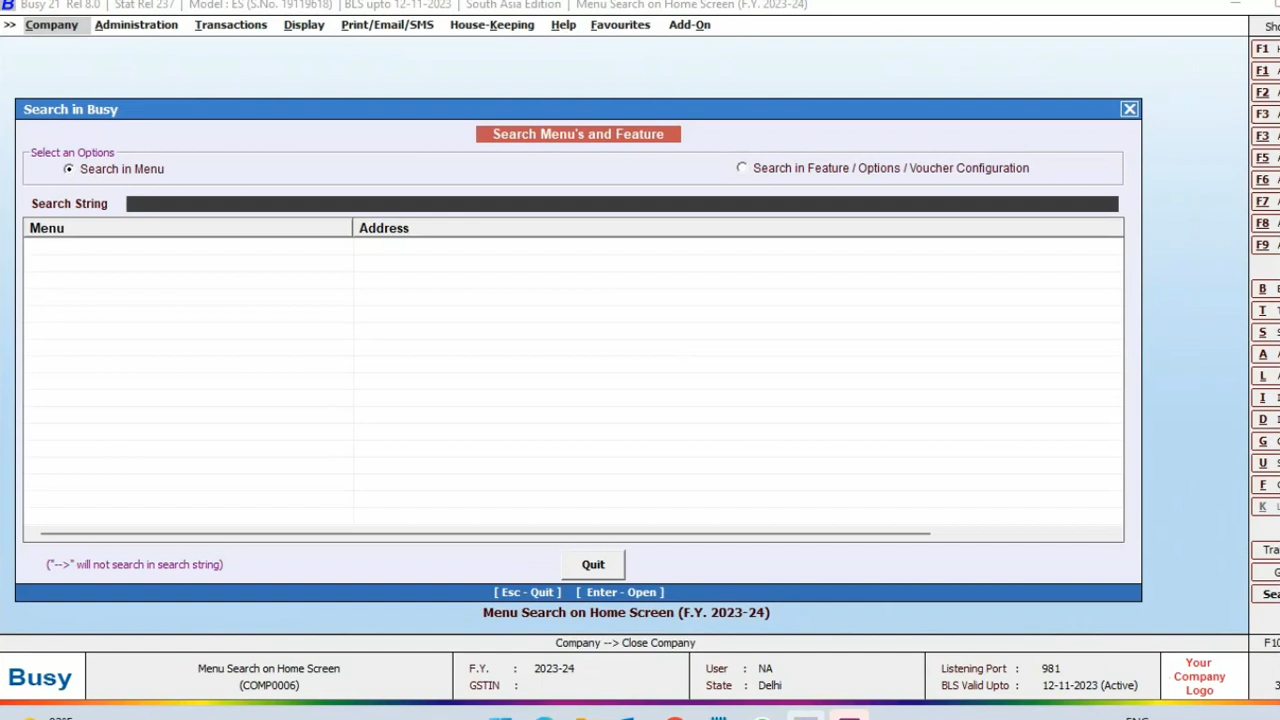 Busy 21 Rel 8.0 | Stat Rel 237 | Model : ES (S.No. 19119618) | BLS upto 12-11-2023 | South Asia Edition | Menu Search on Home Screen (F.Y. 2023-24)
>> Company Administration Transactions Display Print/Email/SMS House-Keeping Help Favourites Add-On
F1
F1
F2
F3
F3
F5
F6
F7
F8
F9
B
T
S
A
L
I
D
G
U
F
K
Search in Busy
Search Menu's and Feature
Select an Options
Search in Menu Search in Feature / Options / Voucher Configuration
Search String
Menu Address
("-->" will not search in search string)
Quit
[ Esc - Quit ] [ Enter - Open ]
Menu Search on Home Screen (F.Y. 2023-24)
Company --> Close Company
Busy
Menu Search on Home Screen
(COMP0006)
F.Y. : 2023-24
GSTIN :
User : NA
State : Delhi
Listening Port : 981
BLS Valid Upto : 12-11-2023 (Active)
Your
Company
Logo